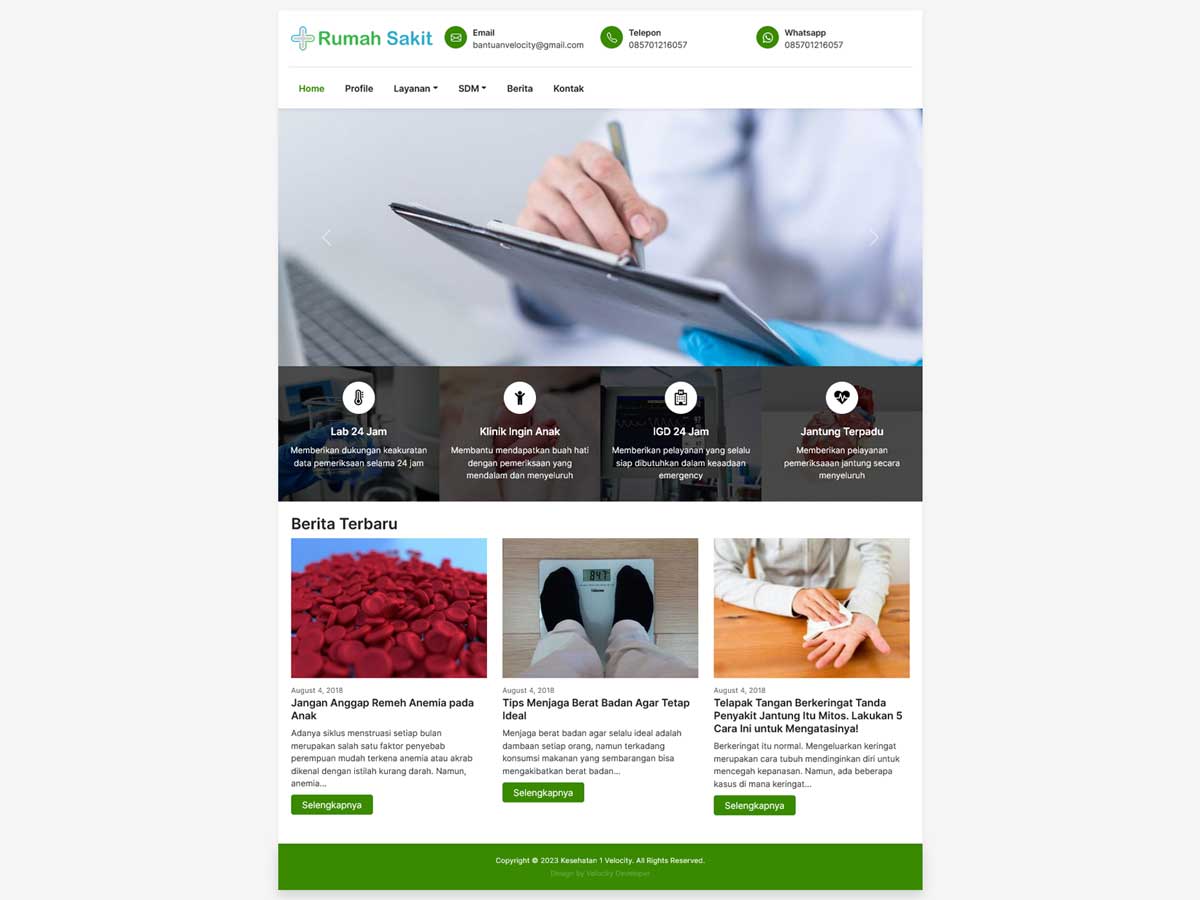 Rumah Sakit
Email
bantuanvelocity@gmail.com
Telepon
085701216057
Whatsapp
085701216057
Home Profile Layanan SDM Berita Kontak
Lab 24 Jam
Memberikan dukungan keakuratan
data pemeriksaan selama 24 jam
Klinik Ingin Anak
Membantu mendapatkan buah hati
dengan pemeriksaan yang
mendalam dan menyeluruh
IGD 24 Jam
Memberikan pelayanan yang selalu
siap dibutuhkan dalam keaadaan
emergency
Jantung Terpadu
Memberikan pelayanan
pemeriksaaan jantung secara
menyeluruh
Berita Terbaru
84.7
August 4, 2018
Jangan Anggap Remeh Anemia pada
Anak
Adanya siklus menstruasi setiap bulan
merupakan salah satu faktor penyebab
perempuan mudah terkena anemia atau akrab
dikenal dengan istilah kurang darah. Namun,
anemia...
Selengkapnya
August 4, 2018
Tips Menjaga Berat Badan Agar Tetap
Ideal
Menjaga berat badan agar selalu ideal adalah
dambaan setiap orang, namun terkadang
konsumsi makanan yang sembarangan bisa
mengakibatkan berat badan...
Selengkapnya
August 4, 2018
Telapak Tangan Berkeringat Tanda
Penyakit Jantung Itu Mitos. Lakukan 5
Cara Ini untuk Mengatasinya!
Berkeringat itu normal. Mengeluarkan keringat
merupakan cara tubuh mendinginkan diri untuk
mencegah kepanasan. Namun, ada beberapa
kasus di mana keringat...
Selengkapnya
Copyright © 2023 Kesehatan 1 Velocity. All Rights Reserved.
Design by Velocity Developer